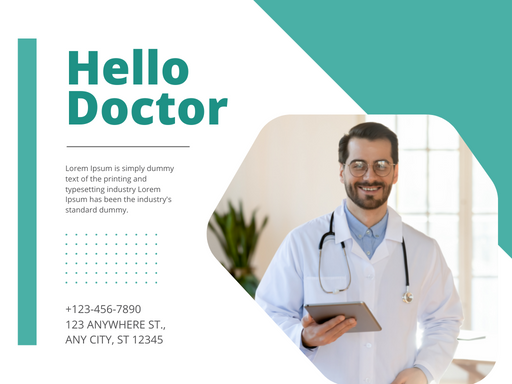 Hello
Doctor
Lorem Ipsum is simply dummy
text of the printing and
typesetting industry Lorem
Ipsum has been the industry's
standard dummy.
+123-456-7890
123 ANYWHERE ST.,
ANY CITY, ST 12345